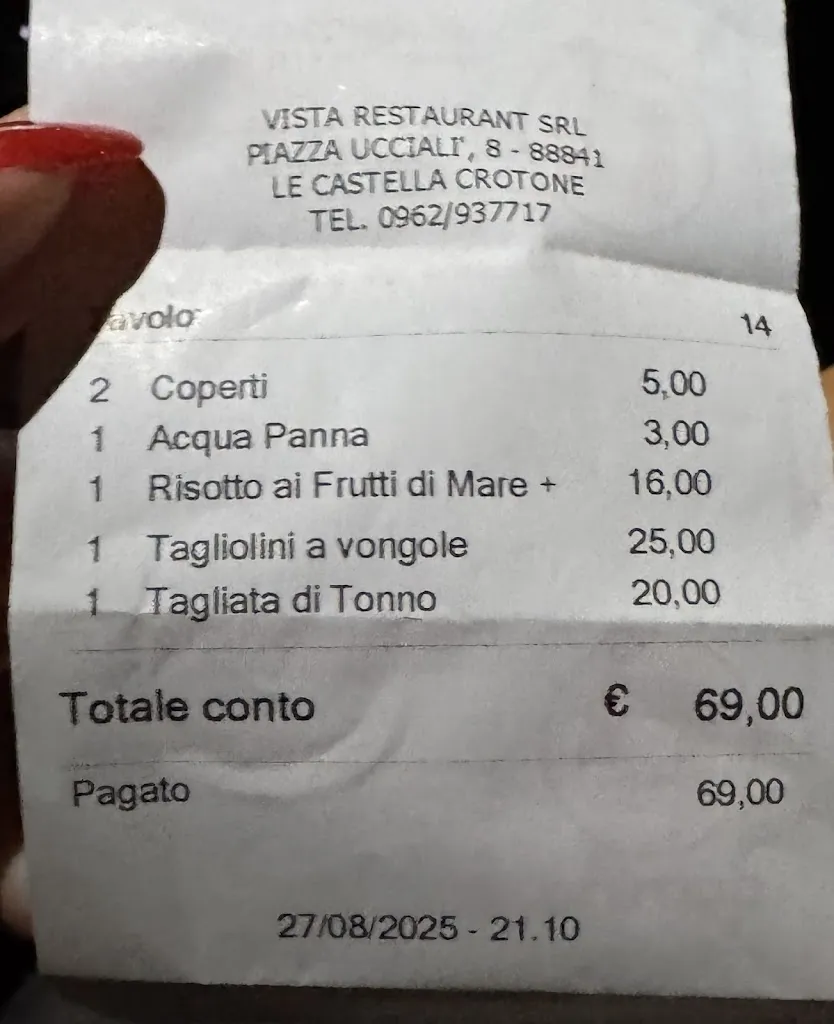 VISTA RESTAURANT SRL
PIAZZA UCCIALI', 8 - 88841
LE CASTELLA CROTONE
TEL. 0962/937717
Tavolo: 14
2 Coperti 5,00
1 Acqua Panna 3,00
1 Risotto ai Frutti di Mare + 16,00
1 Tagliolini a vongole 25,00
1 Tagliata di Tonno 20,00
Totale conto € 69,00
Pagato 69,00
27/08/2025 - 21.10